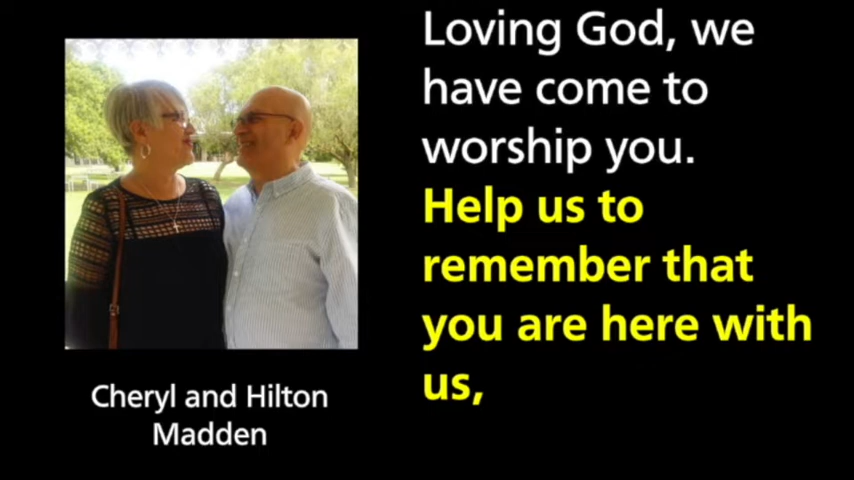 Loving God, we
have come to
worship you.
Help us to
remember that
you are here with
us,
Cheryl and Hilton
Madden